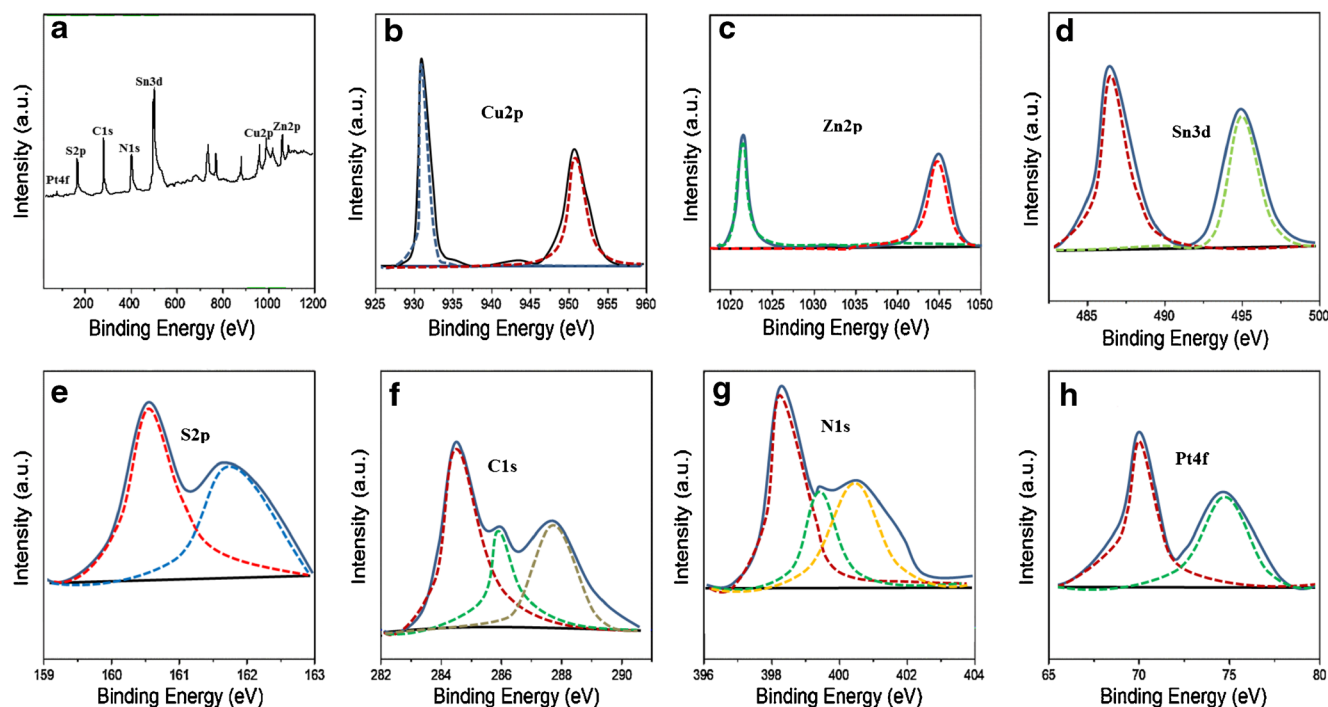 a
Intensity (a.u.)
Pt4f
S2p
C1s
N1s
Sn3d
Cu2p
Zn2p
200 400 600 800 1000 1200
Binding Energy (eV)
b
Intensity (a.u.)
Cu2p
925 930 935 940 945 950 955 960
Binding Energy (eV)
c
Intensity (a.u.)
Zn2p
1020 1025 1030 1035 1040 1045 1050
Binding Energy (eV)
d
Intensity (a.u.)
Sn3d
485 490 495 500
Binding Energy (eV)
e
Intensity (a.u.)
S2p
159 160 161 162 163
Binding Energy (eV)
f
Intensity (a.u.)
C1s
282 284 286 288 290
Binding Energy (eV)
g
Intensity (a.u.)
N1s
396 398 400 402 404
Binding Energy (eV)
h
Intensity (a.u.)
Pt4f
65 70 75 80
Binding Energy (eV)